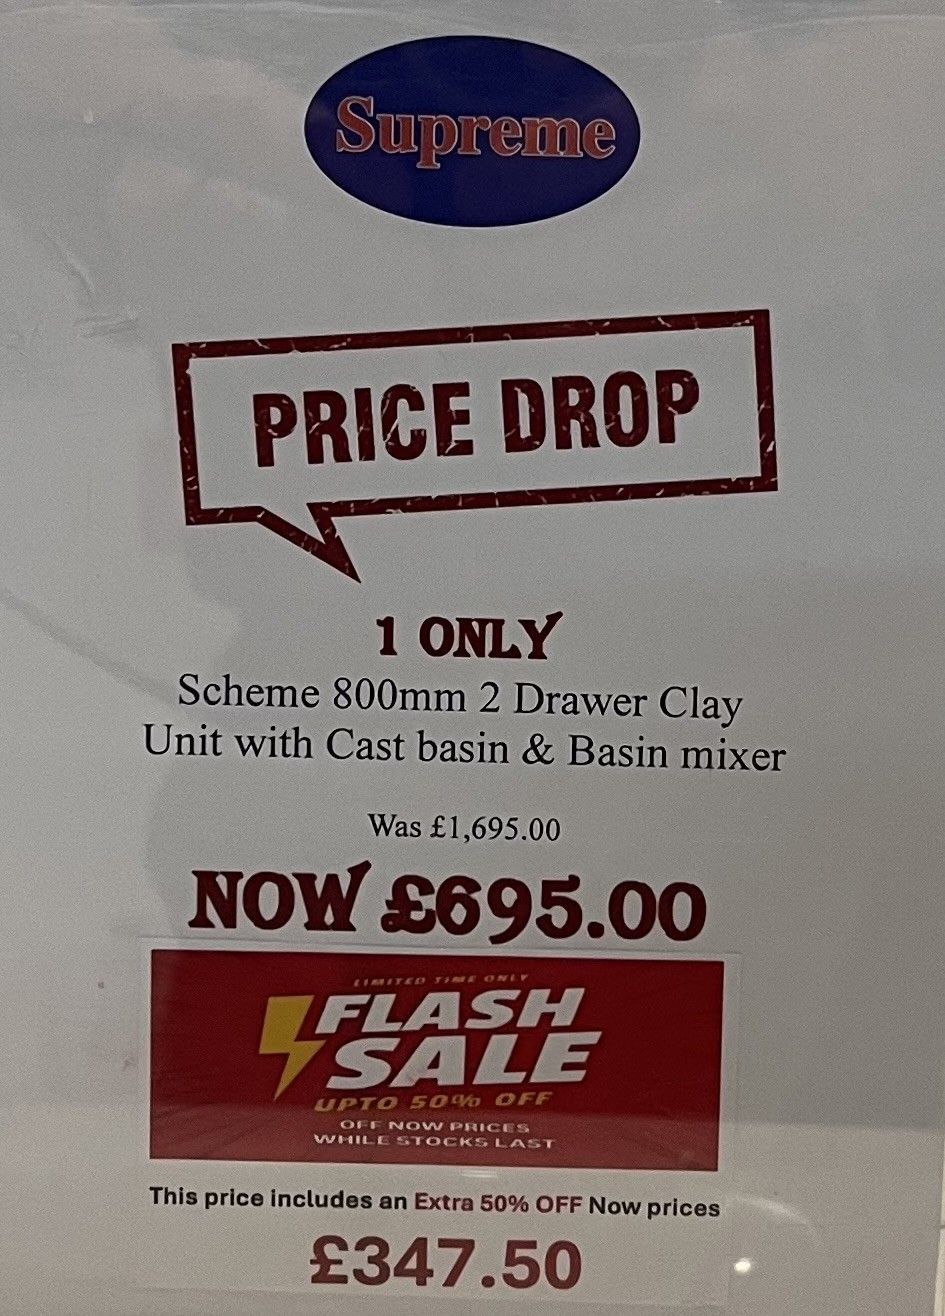 Supreme
PRICE DROP
1 ONLY
Scheme 800mm 2 Drawer Clay
Unit with Cast basin & Basin mixer
Was £1,695.00
NOW £695.00
LIMITED TIME ONLY
FLASH
SALE
UPTO 50% OFF
OFF NOW PRICES
WHILE STOCKS LAST
This price includes an Extra 50% OFF Now prices
£347.50